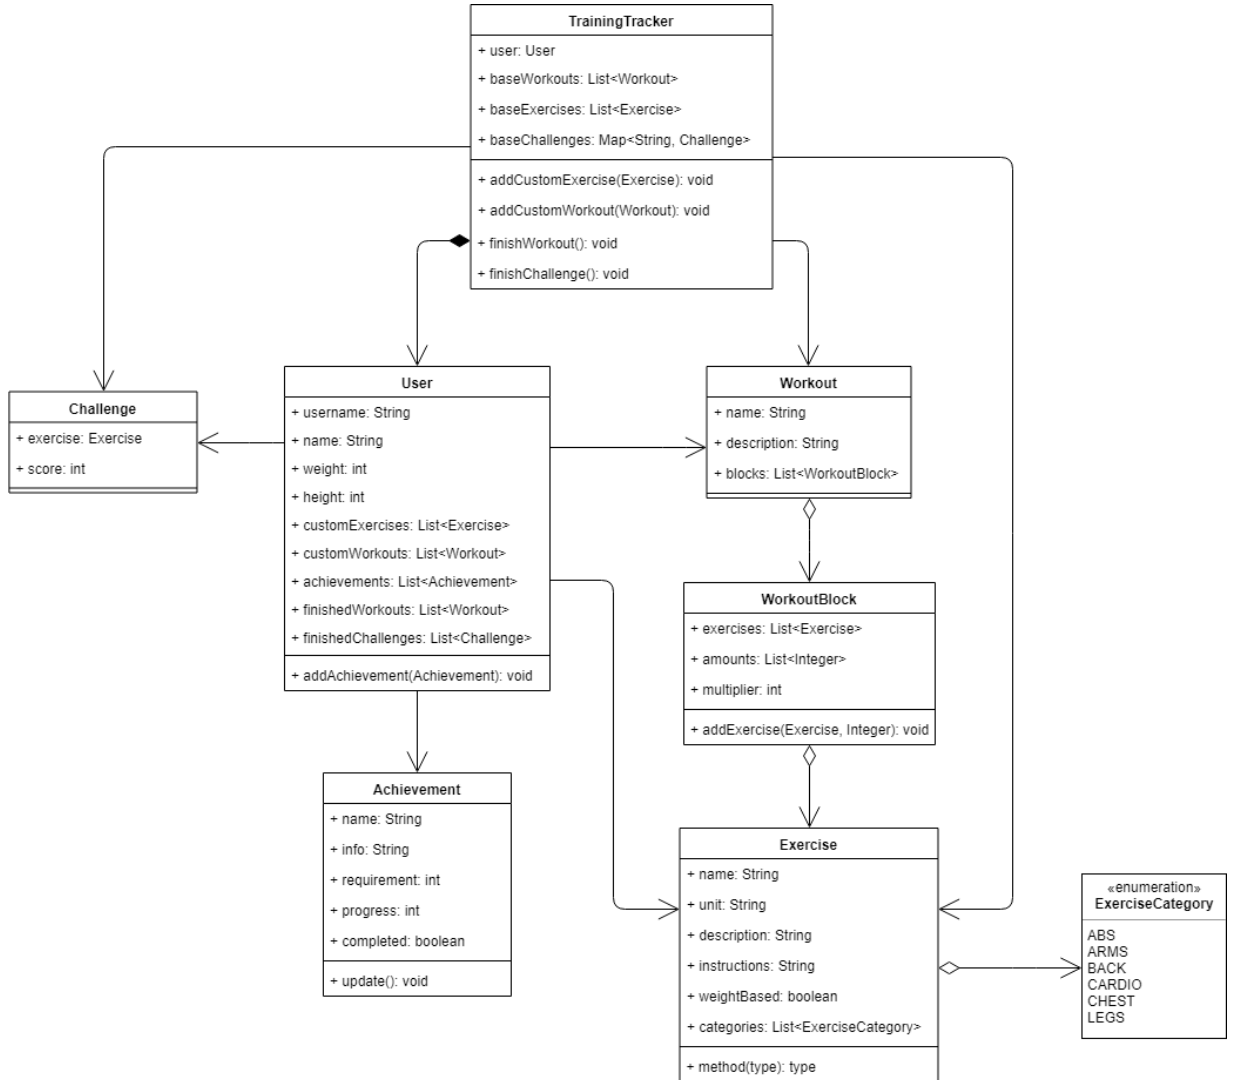 TrainingTracker
+ user: User
+ baseWorkouts: List<Workout>
+ baseExercises: List<Exercise>
+ baseChallenges: Map<String, Challenge>
+ addCustomExercise(Exercise): void
+ addCustomWorkout(Workout): void
+ finishWorkout(): void
+ finishChallenge(): void
Challenge
+ exercise: Exercise
+ score: int
User
+ username: String
+ name: String
+ weight: int
+ height: int
+ customExercises: List<Exercise>
+ customWorkouts: List<Workout>
+ achievements: List<Achievement>
+ finishedWorkouts: List<Workout>
+ finishedChallenges: List<Challenge>
+ addAchievement(Achievement): void
Workout
+ name: String
+ description: String
+ blocks: List<WorkoutBlock>
WorkoutBlock
+ exercises: List<Exercise>
+ amounts: List<Integer>
+ multiplier: int
+ addExercise(Exercise, Integer): void
Achievement
+ name: String
+ info: String
+ requirement: int
+ progress: int
+ completed: boolean
+ update(): void
Exercise
+ name: String
+ unit: String
+ description: String
+ instructions: String
+ weightBased: boolean
+ categories: List<ExerciseCategory>
+ method(type): type
«enumeration»
ExerciseCategory
ABS
ARMS
BACK
CARDIO
CHEST
LEGS